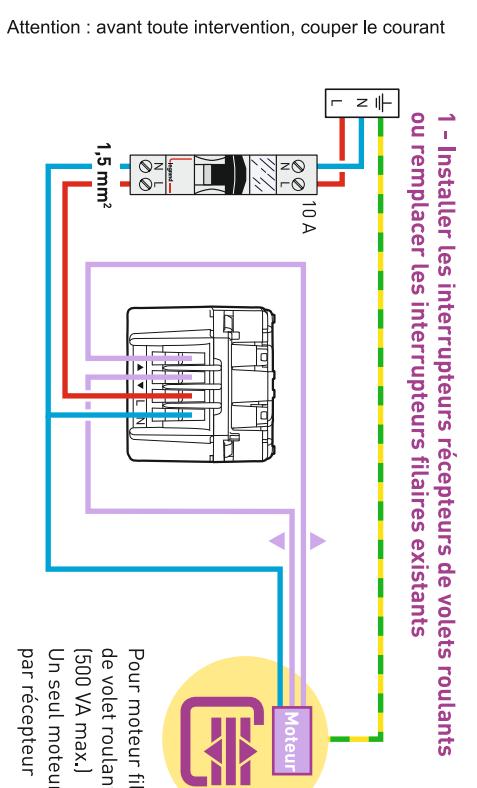 Attention : avant toute intervention, couper le courant
1 - Installer les interrupteurs récepteurs de volets roulants
ou remplacer les interrupteurs filaires existants
L N
N L
10 A
legrand
N L
1,5 mm²
L N
Moteur
Pour moteur fil
de volet roulan
(500 VA max.)
Un seul moteur
par récepteur